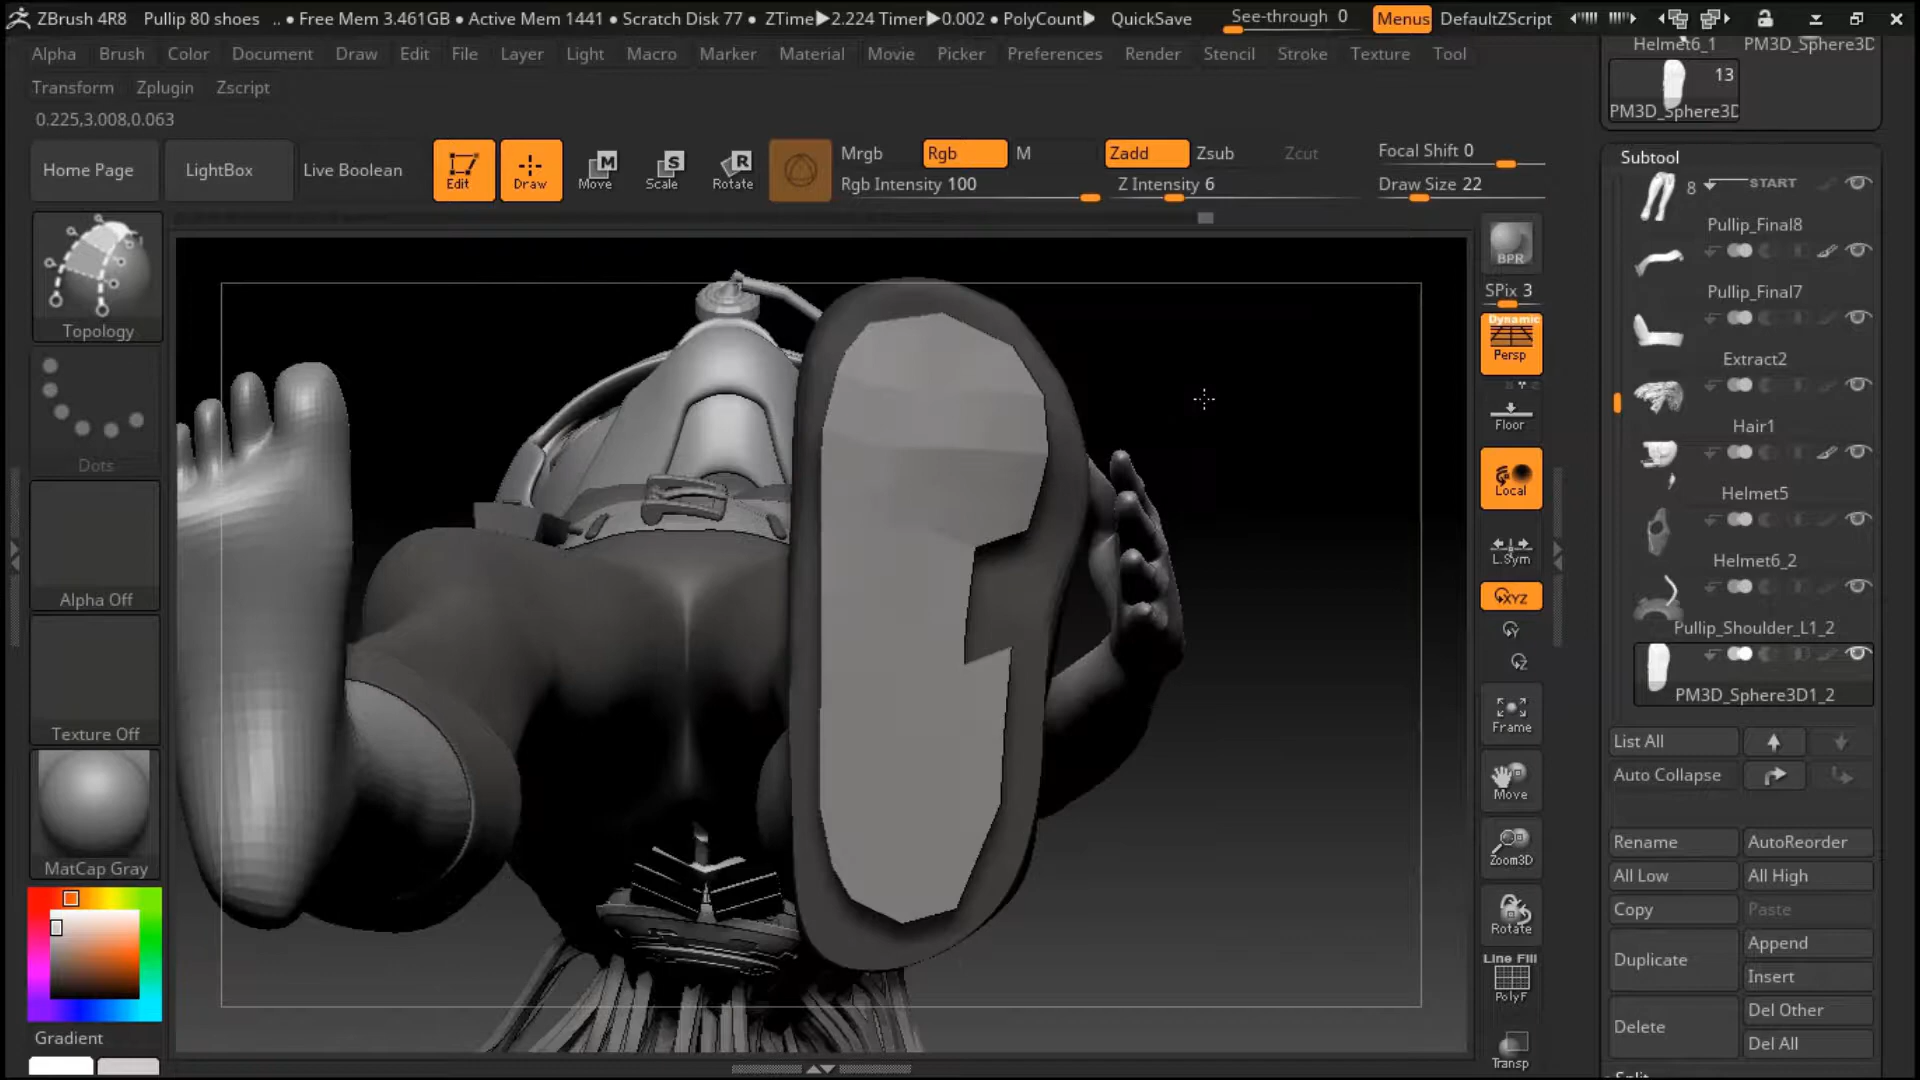 ZBrush 4R8 Pullip 80 shoes .. ● Free Mem 3.461GB ● Active Mem 1441 ● Scratch Disk 77 ● ZTime▶2.224 Timer▶0.002 ● PolyCount▶ QuickSave See-through 0 Menus DefaultZScript
Alpha Brush Color Document Draw Edit File Layer Light Macro Marker Material Movie Picker Preferences Render Stencil Stroke Texture Tool
Transform Zplugin Zscript
0.225,3.008,0.063
Home Page LightBox Live Boolean Edit Draw Move Scale Rotate
M S R
Mrgb Rgb M Zadd Zsub Zcut Focal Shift 0
Rgb Intensity 100 Z Intensity 6 Draw Size 22
Topology
Dots
Alpha Off
Texture Off
MatCap Gray
Gradient
BPR
SPix 3
Dynamic
Persp
Floor
Local
L.Sym
XYZ
Y
Z
Frame
Move
Zoom3D
Rotate
Line Fill
PolyF
Transp
Helmet6_1 PM3D_Sphere3D
13
PM3D_Sphere3D
Subtool
8 START
Pullip_Final8
Pullip_Final7
Extract2
Hair1
Helmet5
Helmet6_2
Pullip_Shoulder_L1_2
PM3D_Sphere3D1_2
List All
Auto Collapse
Rename AutoReorder
All Low All High
Copy Paste
Duplicate Append
Insert
Delete Del Other
Del All
Split